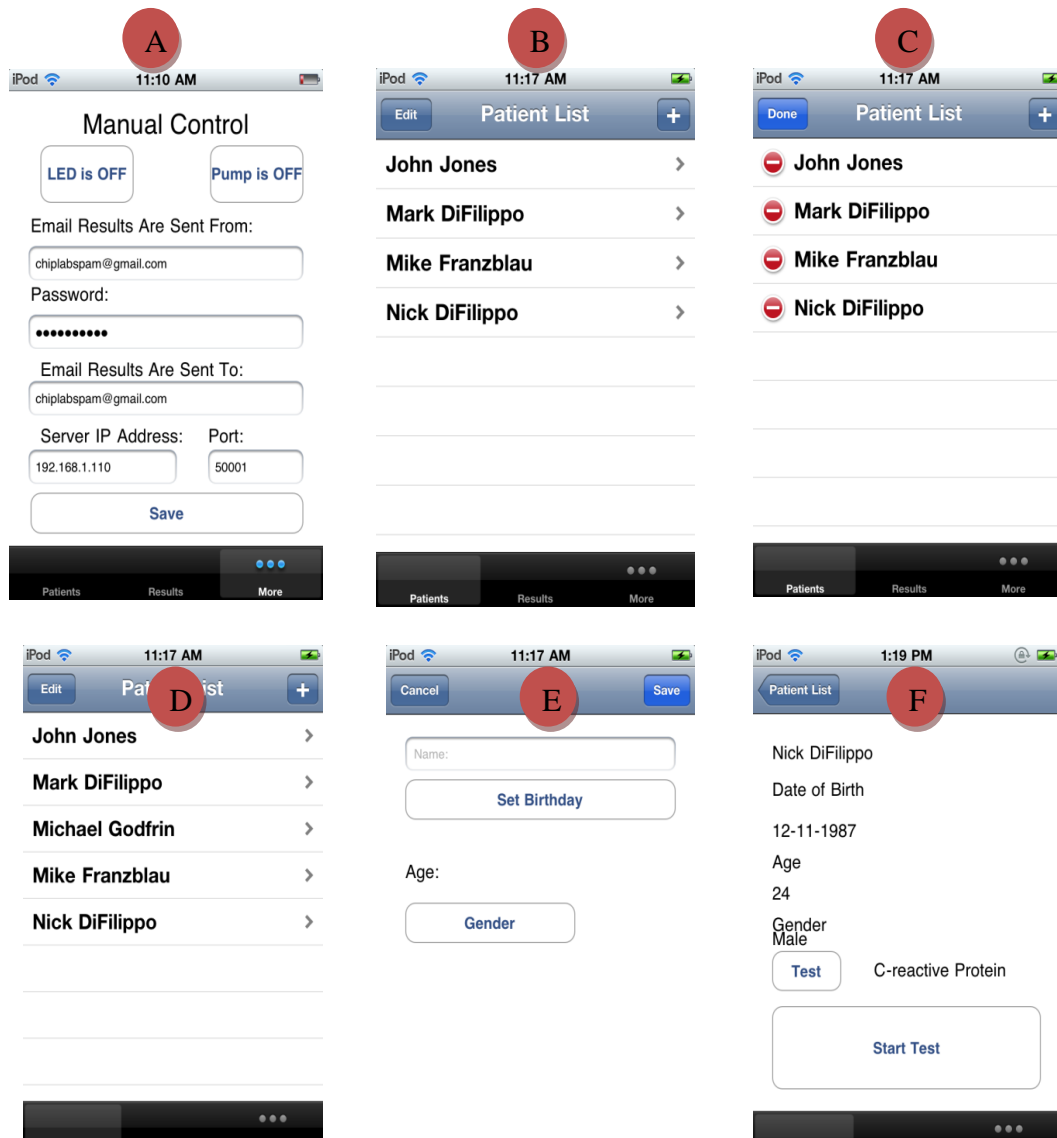 A
iPod 11:10 AM
Manual Control
LED is OFF Pump is OFF
Email Results Are Sent From:
chiplabspam@gmail.com
Password:
••••••••••
Email Results Are Sent To:
chiplabspam@gmail.com
Server IP Address: Port:
192.168.1.110 50001
Save
Patients Results More
B
iPod 11:17 AM
Edit Patient List +
John Jones
Mark DiFilippo
Mike Franzblau
Nick DiFilippo
Patients Results More
C
iPod 11:17 AM
Done Patient List +
John Jones
Mark DiFilippo
Mike Franzblau
Nick DiFilippo
Patients Results More
iPod 11:17 AM
D
Edit Pat ist +
John Jones
Mark DiFilippo
Michael Godfrin
Mike Franzblau
Nick DiFilippo
iPod 11:17 AM
E
Cancel Save
Name:
Set Birthday
Age:
Gender
iPod 1:19 PM
F
Patient List
Nick DiFilippo
Date of Birth
12-11-1987
Age
24
Gender
Male
Test C-reactive Protein
Start Test